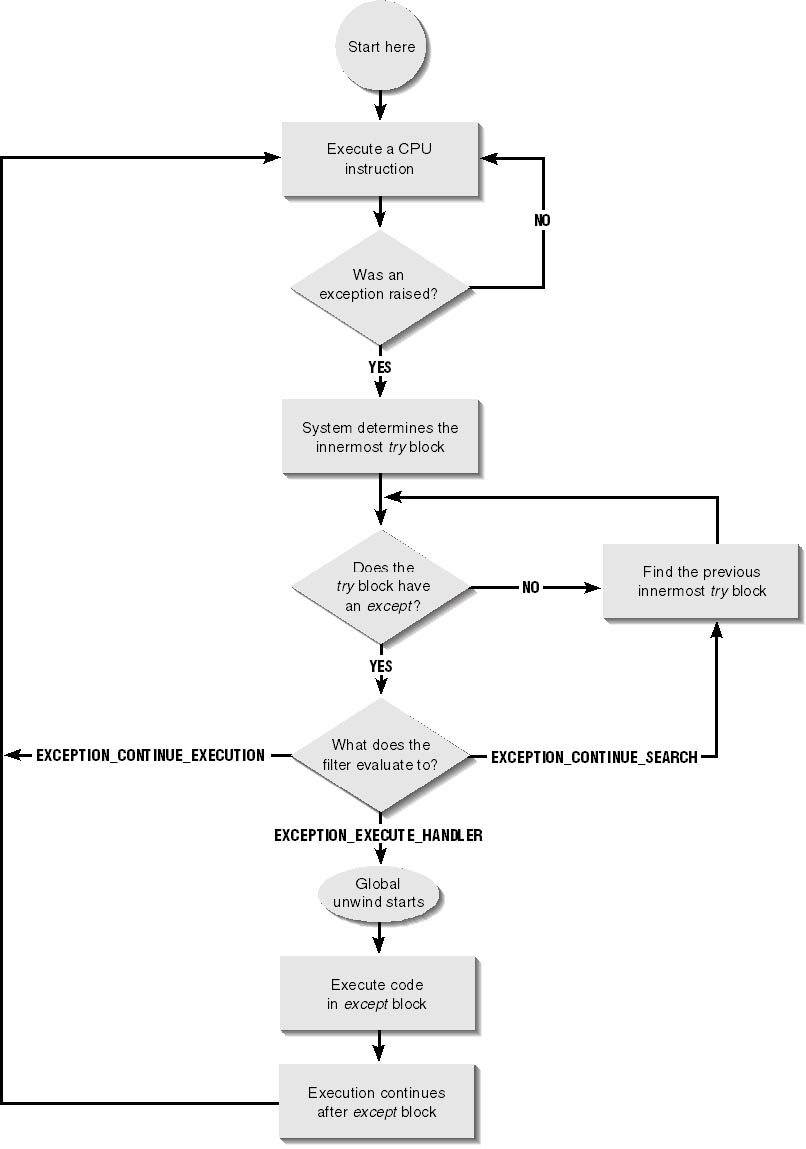 Start here
Execute a CPU
instruction
NO
Was an
exception raised?
YES
System determines the
innermost try block
Does the
try block have
an except?
NO
Find the previous
innermost try block
YES
What does the
filter evaluate to?
EXCEPTION_CONTINUE_EXECUTION
EXCEPTION_CONTINUE_SEARCH
EXCEPTION_EXECUTE_HANDLER
Global
unwind starts
Execute code
in except block
Execution continues
after except block